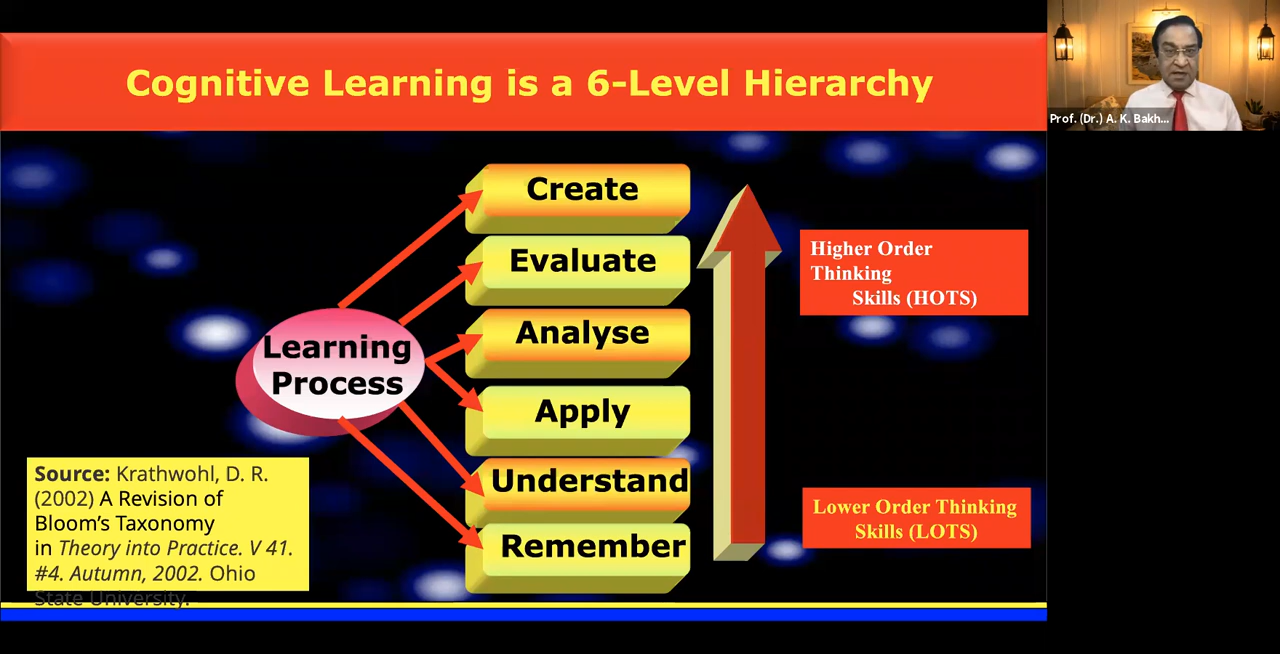 Cognitive Learning is a 6-Level Hierarchy
Prof. (Dr.) A. K. Bakh...
Create
Evaluate
Analyse
Apply
Understand
Remember
Learning
Process
Higher Order
Thinking
Skills (HOTS)
Lower Order Thinking
Skills (LOTS)
Source: Krathwohl, D. R.
(2002) A Revision of
Bloom’s Taxonomy
in Theory into Practice. V 41.
#4. Autumn, 2002. Ohio
State University.